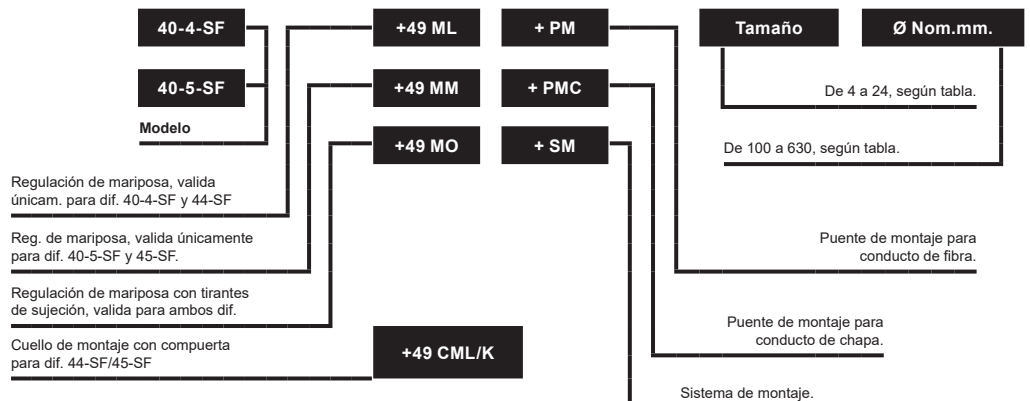 40-4-SF
+49 ML
+ PM
Tamaño
Ø Nom.mm.
40-5-SF
+49 MM
+ PMC
De 4 a 24, según tabla.
Modelo
+49 MO
+ SM
De 100 a 630, según tabla.
Regulación de mariposa, valida
únicam. para dif. 40-4-SF y 44-SF
Reg. de mariposa, valida únicamente
para dif. 40-5-SF y 45-SF.
Puente de montaje para
conducto de fibra.
Regulación de mariposa con tirantes
de sujeción, valida para ambos dif.
Puente de montaje para
conducto de chapa.
Cuello de montaje con compuerta
para dif. 44-SF/45-SF
+49 CML/K
Sistema de montaje.